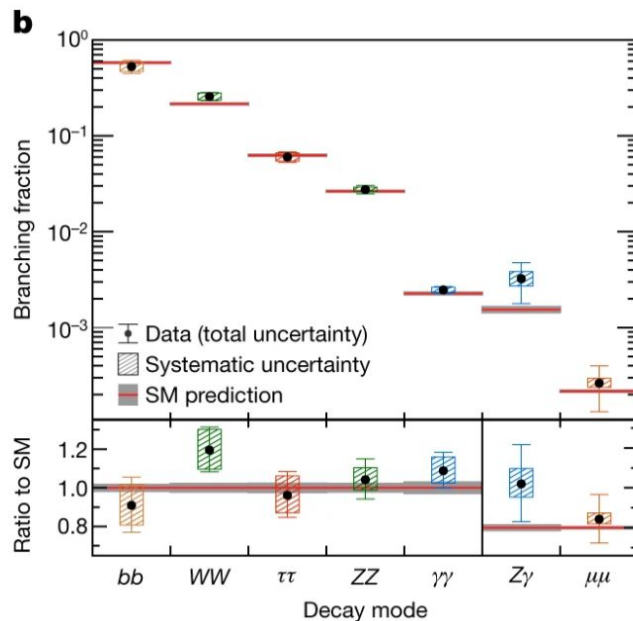 b
10⁰
10⁻¹
10⁻²
10⁻³
Branching fraction
Data (total uncertainty)
Systematic uncertainty
SM prediction
1.2
1.0
0.8
Ratio to SM
bb WW ττ ZZ γγ Zγ μμ
Decay mode